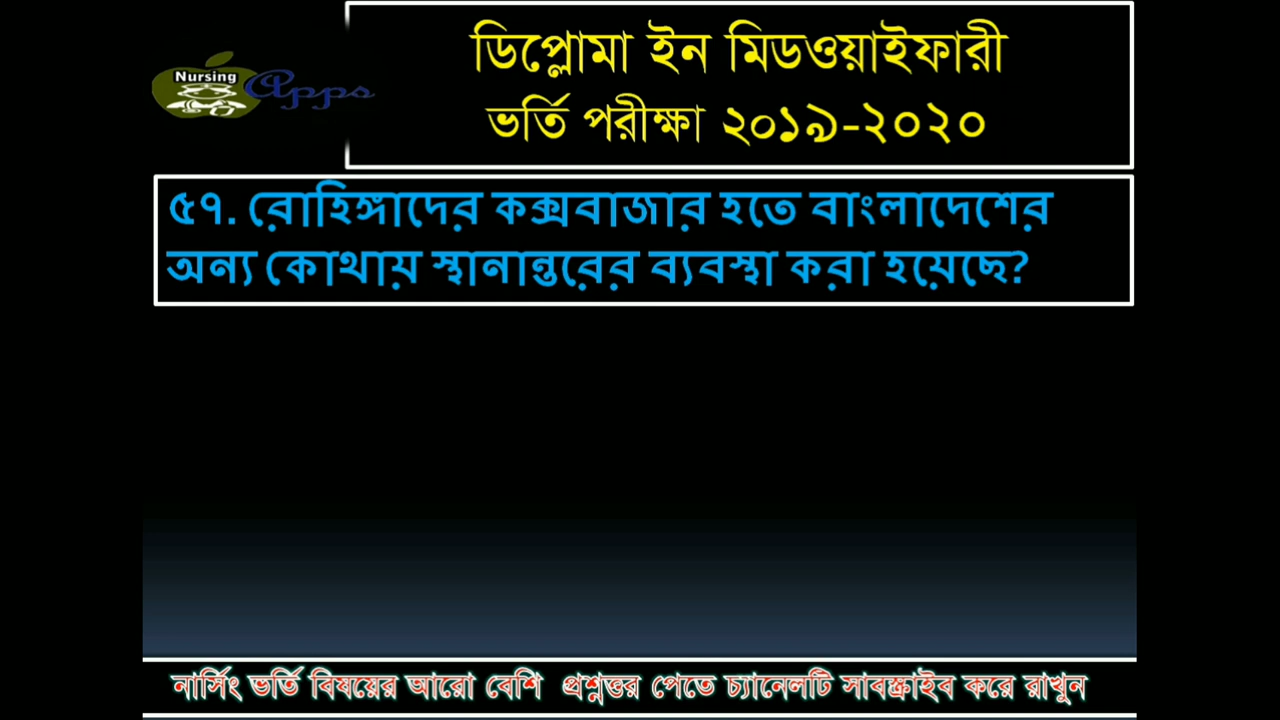 ডিপ্লোমা ইন মিডওয়াইফারী
ভর্তি পরীক্ষা ২০১৯-২০২০
Nursing
Apps
৫৭. রোহিঙ্গাদের কক্সবাজার হতে বাংলাদেশের
অন্য কোথায় স্থানান্তরের ব্যবস্থা করা হয়েছে?
নার্সিং ভর্তি বিষয়ের আরো বেশি প্রশ্নত্তর পেতে চ্যানেলটি সাবস্ক্রাইব করে রাখুন